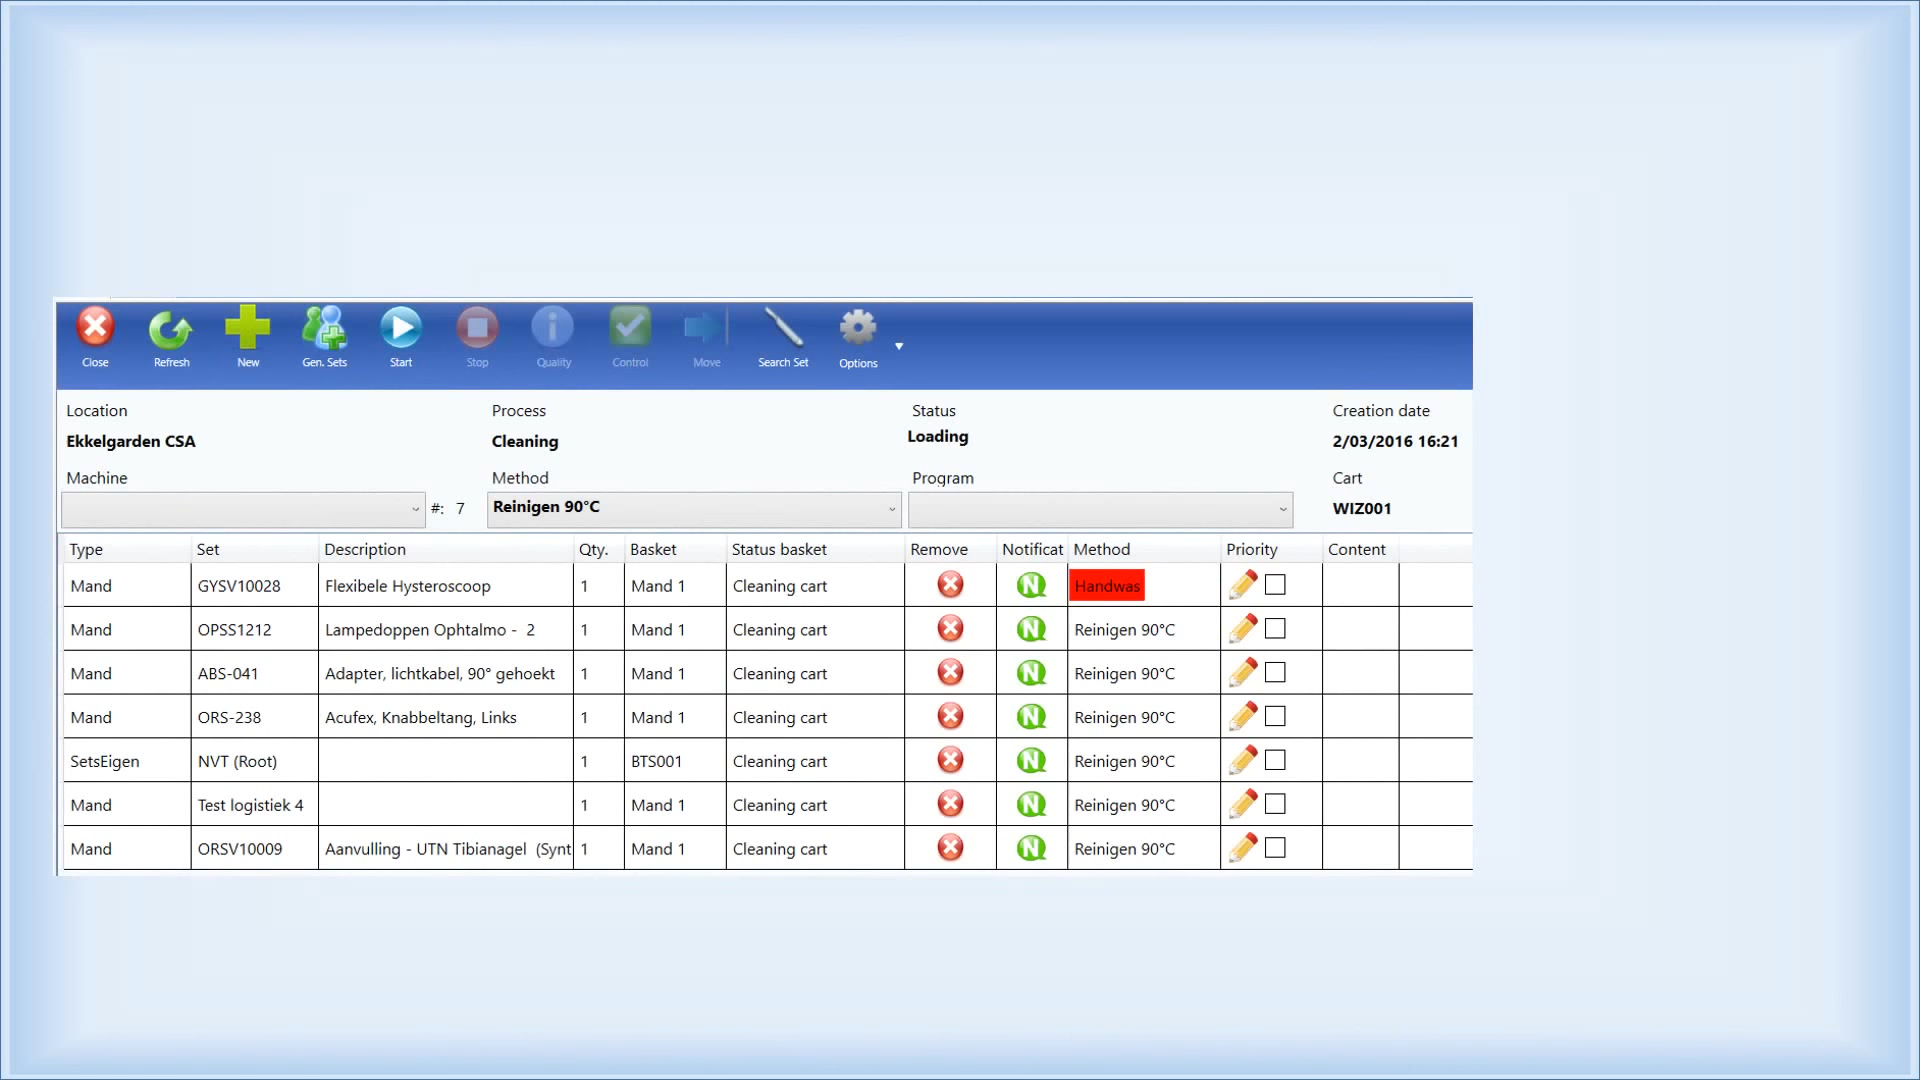 Close Refresh New Gen. Sets Start Stop Quality Control Move Search Set Options
Location Process Status Creation date
Ekkelgarden CSA Cleaning Loading 2/03/2016 16:21
Machine Method Program Cart
#: 7 Reinigen 90°C WIZ001
Type Set Description Qty. Basket Status basket Remove Notificat Method Priority Content
Mand GYSV10028 Flexibele Hysteroscoop 1 Mand 1 Cleaning cart N Handwas
Mand OPSS1212 Lampedoppen Ophtalmo - 2 1 Mand 1 Cleaning cart N Reinigen 90°C
Mand ABS-041 Adapter, lichtkabel, 90° gehoekt 1 Mand 1 Cleaning cart N Reinigen 90°C
Mand ORS-238 Acufex, Knabbeltang, Links 1 Mand 1 Cleaning cart N Reinigen 90°C
SetsEigen NVT (Root) 1 BTS001 Cleaning cart N Reinigen 90°C
Mand Test logistiek 4 1 Mand 1 Cleaning cart N Reinigen 90°C
Mand ORSV10009 Aanvulling - UTN Tibianagel (Synt 1 Mand 1 Cleaning cart N Reinigen 90°C